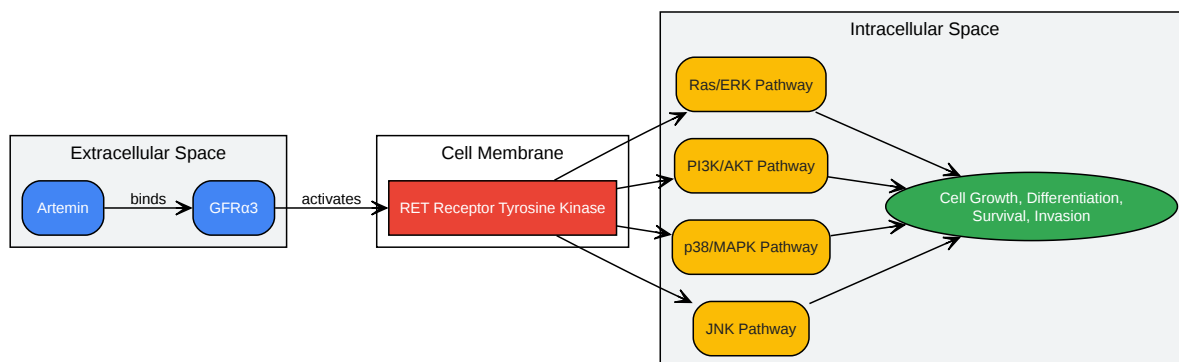 Extracellular Space
Artemin
binds
GFRα3
activates
Cell Membrane
RET Receptor Tyrosine Kinase
Intracellular Space
Ras/ERK Pathway
PI3K/AKT Pathway
p38/MAPK Pathway
JNK Pathway
Cell Growth, Differentiation,
Survival, Invasion